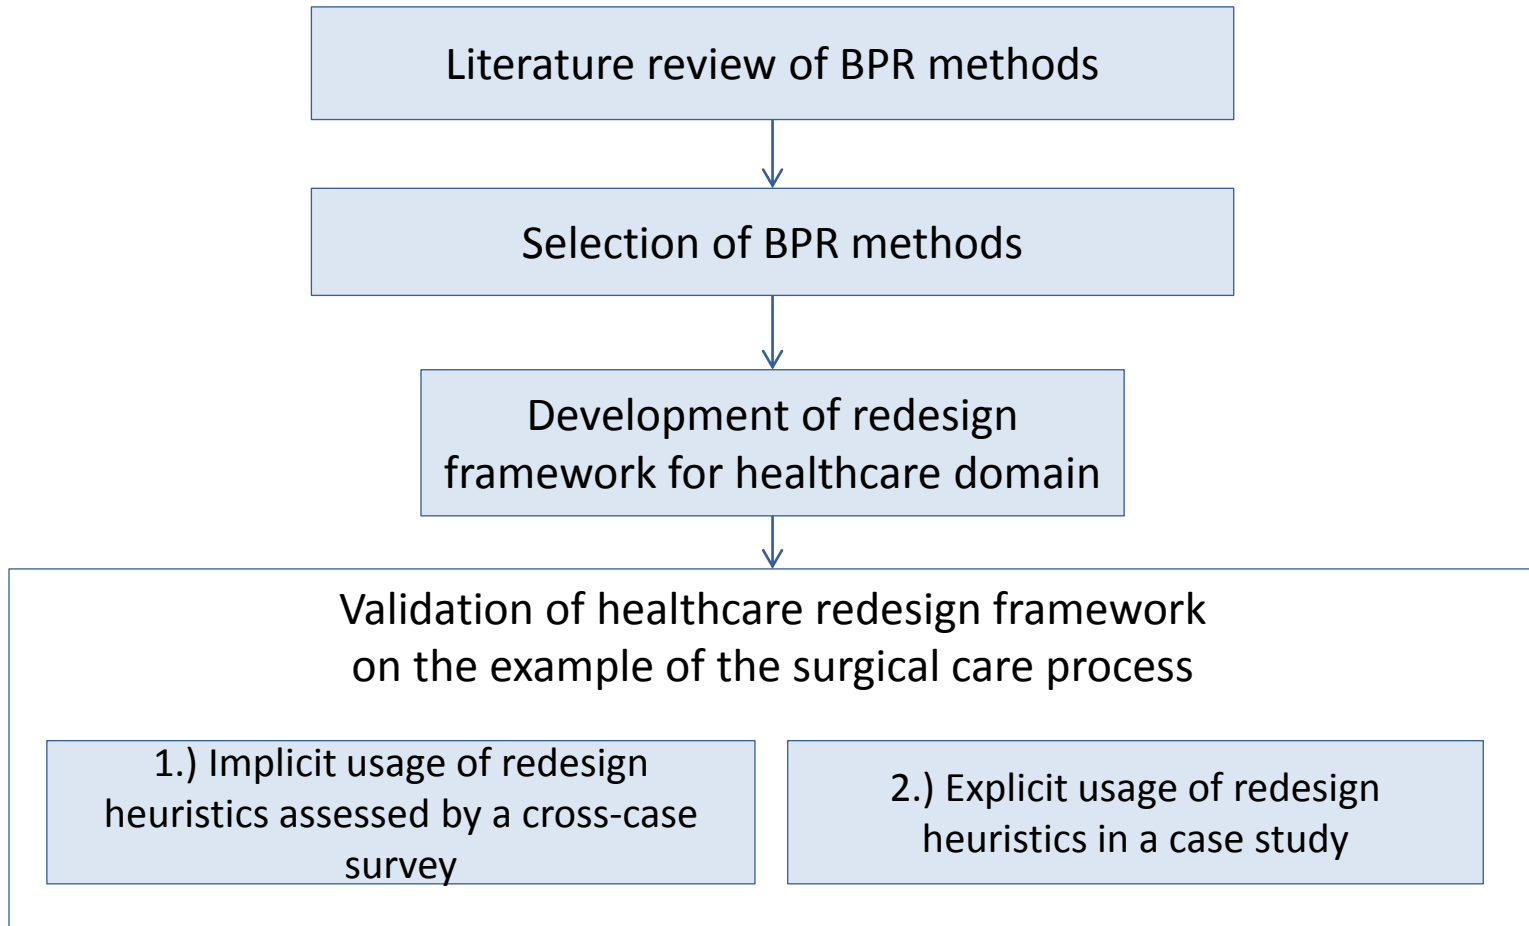 Literature review of BPR methods
Selection of BPR methods
Development of redesign
framework for healthcare domain
Validation of healthcare redesign framework
on the example of the surgical care process
1.) Implicit usage of redesign
heuristics assessed by a cross-case
survey
2.) Explicit usage of redesign
heuristics in a case study